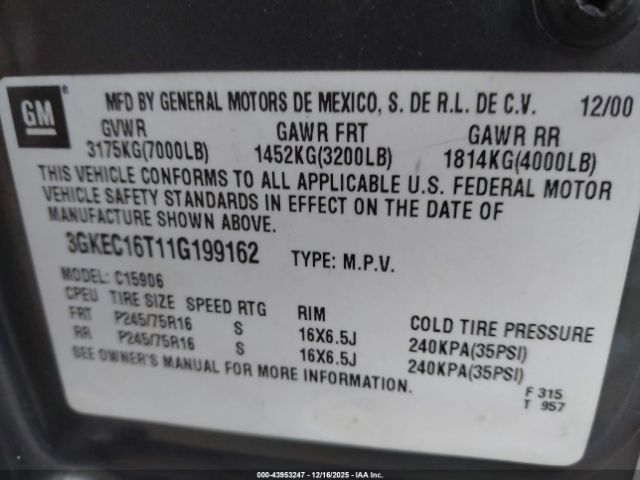 GM ®
MFD BY GENERAL MOTORS DE MEXICO, S. DE R.L. DE C.V. 12/00
GVWR GAWR FRT GAWR RR
3175KG(7000LB) 1452KG(3200LB) 1814KG(4000LB)
THIS VEHICLE CONFORMS TO ALL APPLICABLE U.S. FEDERAL MOTOR
VEHICLE SAFETY STANDARDS IN EFFECT ON THE DATE OF
MANUFACTURE SHOWN ABOVE.
3GKEC16T11G199162 TYPE: M.P.V.
MODEL: C15906
CPEU TIRE SIZE SPEED RTG RIM COLD TIRE PRESSURE
FRT P245/75R16 S 16X6.5J 240KPA(35PSI)
RR P245/75R16 S 16X6.5J 240KPA(35PSI)
SEE OWNER'S MANUAL FOR MORE INFORMATION.
F 315
T 957
000-43953247 - 12/16/2025 - IAA Inc.